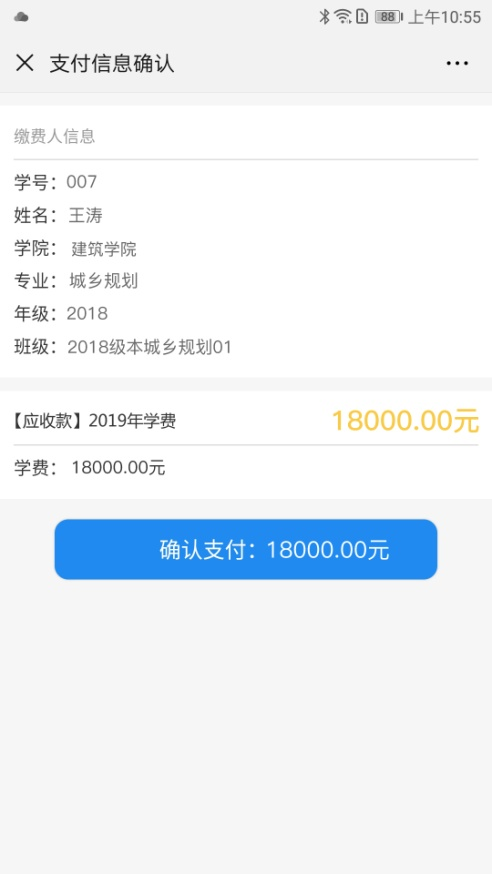 88 上午10:55
支付信息确认
缴费人信息
学号：007
姓名：王涛
学院：建筑学院
专业：城乡规划
年级：2018
班级：2018级本城乡规划01
【应收款】2019年学费 18000.00元
学费：18000.00元
确认支付：18000.00元